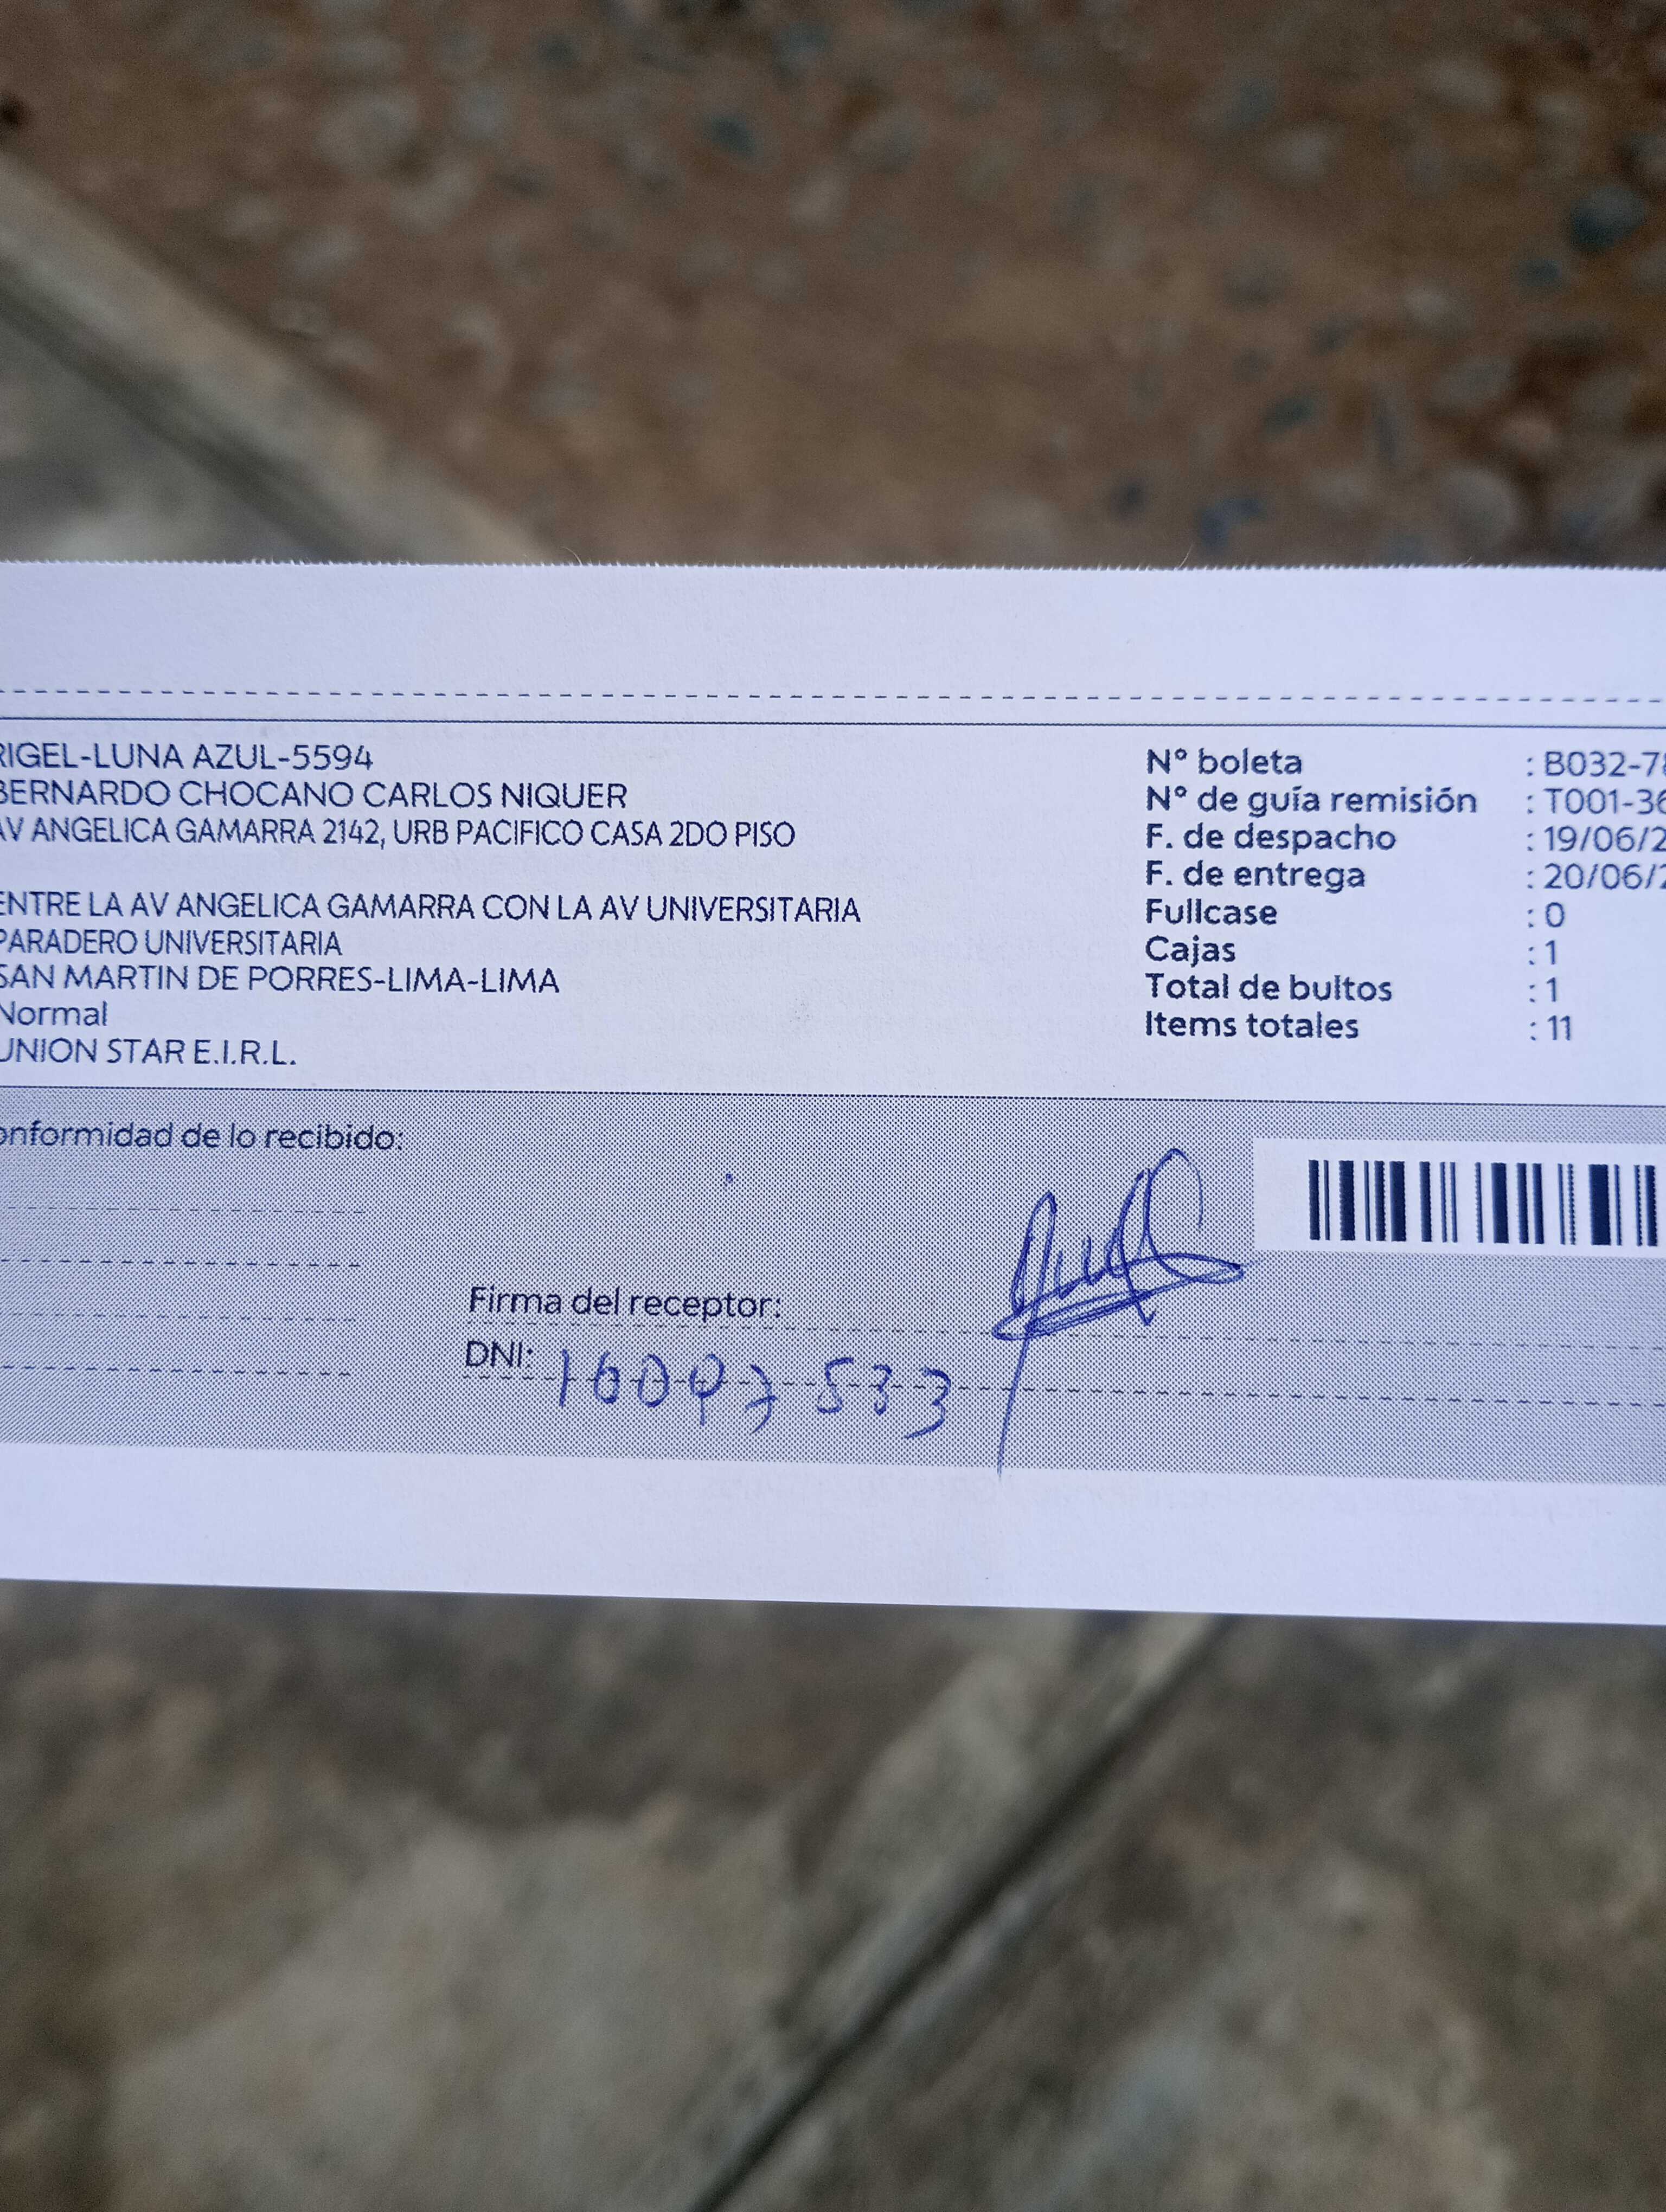 RIGEL-LUNA AZUL-5594
BERNARDO CHOCANO CARLOS NIQUER
AV ANGELICA GAMARRA 2142, URB PACIFICO CASA 2DO PISO
ENTRE LA AV ANGELICA GAMARRA CON LA AV UNIVERSITARIA
PARADERO UNIVERSITARIA
SAN MARTIN DE PORRES-LIMA-LIMA
Normal
UNION STAR E.I.R.L.
Nº boleta : B032-78
Nº de guía remisión : T001-36
F. de despacho : 19/06/2
F. de entrega : 20/06/2
Fullcase : 0
Cajas : 1
Total de bultos : 1
Items totales : 11
onformidad de lo recibido:
Firma del receptor:
DNI: 16097533